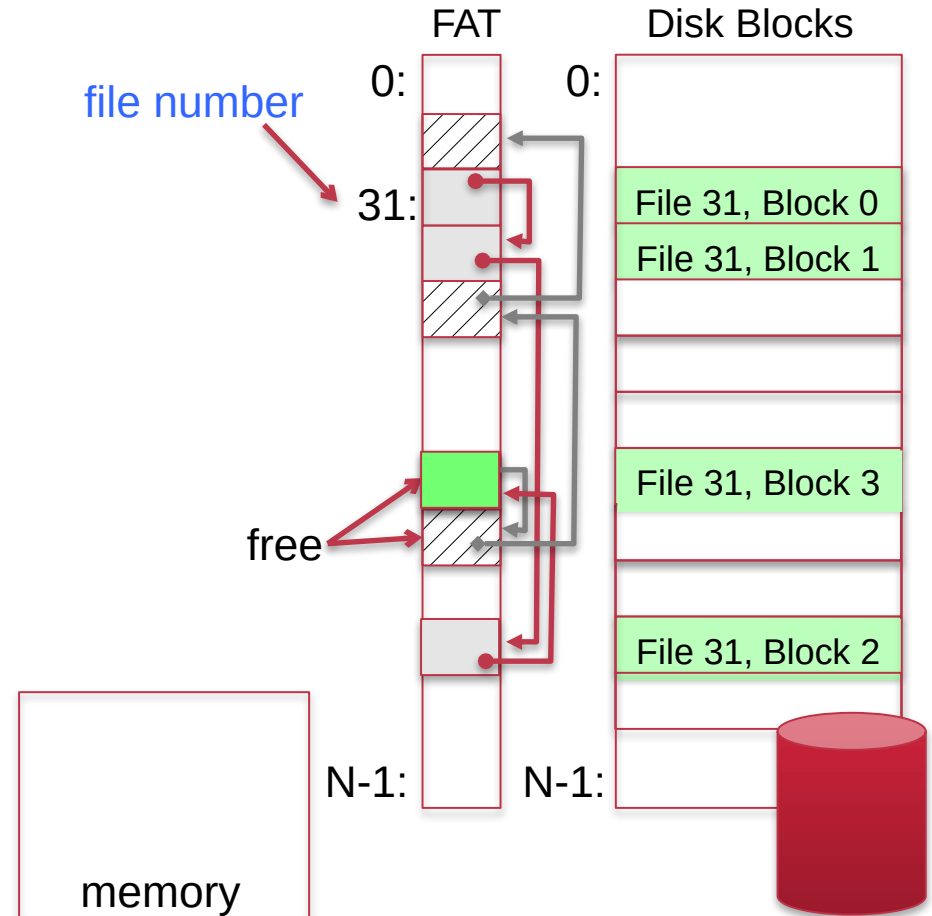 FAT
Disk Blocks
0:
0:
file number
31:
File 31, Block 0
File 31, Block 1
File 31, Block 3
free
File 31, Block 2
N-1:
N-1:
memory